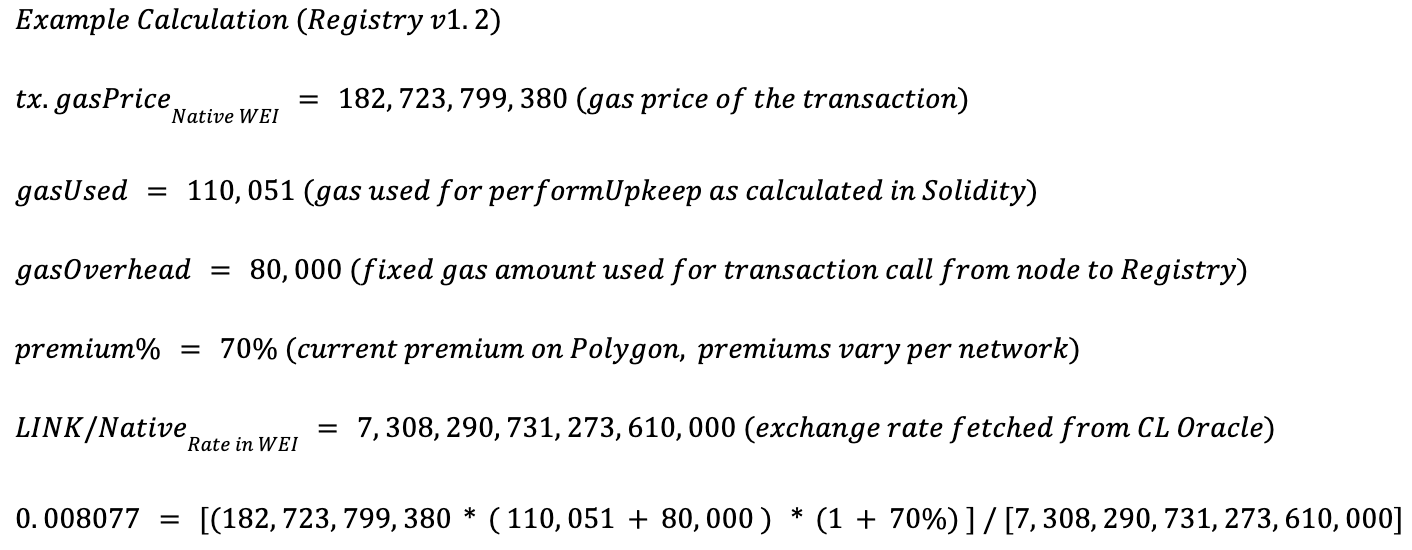 Example Calculation (Registry v1.2)
tx.gasPrice Native WEI = 182,723,799,380 (gas price of the transaction)
gasUsed = 110,051 (gas used for performUpkeep as calculated in Solidity)
gasOverhead = 80,000 (fixed gas amount used for transaction call from node to Registry)
premium% = 70% (current premium on Polygon, premiums vary per network)
LINK/Native Rate in WEI = 7,308,290,731,273,610,000 (exchange rate fetched from CL Oracle)
0.008077 = [(182,723,799,380 * (110,051 + 80,000) * (1 + 70%)]/[7,308,290,731,273,610,000]